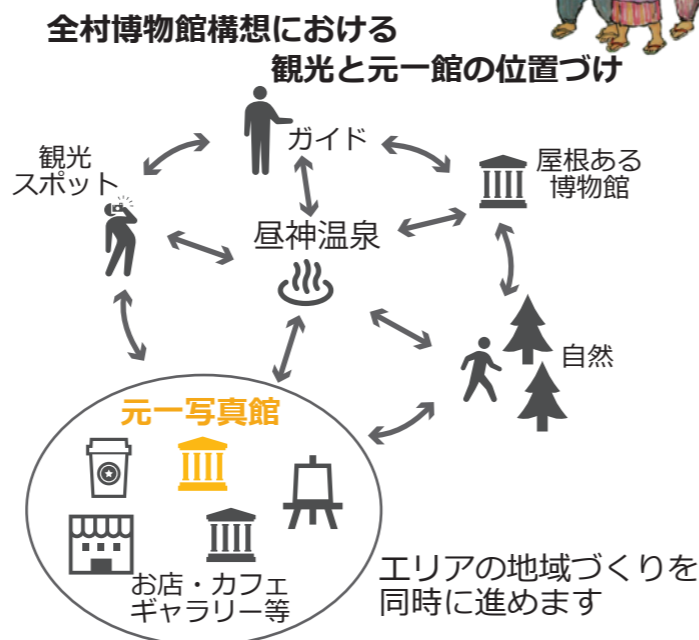 全村博物館構想における
観光と元一館の位置づけ
ガイド
観光
スポット
屋根ある
博物館
昼神温泉
自然
元一写真館
お店・カフェ
ギャラリー等
エリアの地域づくりを
同時に進めます